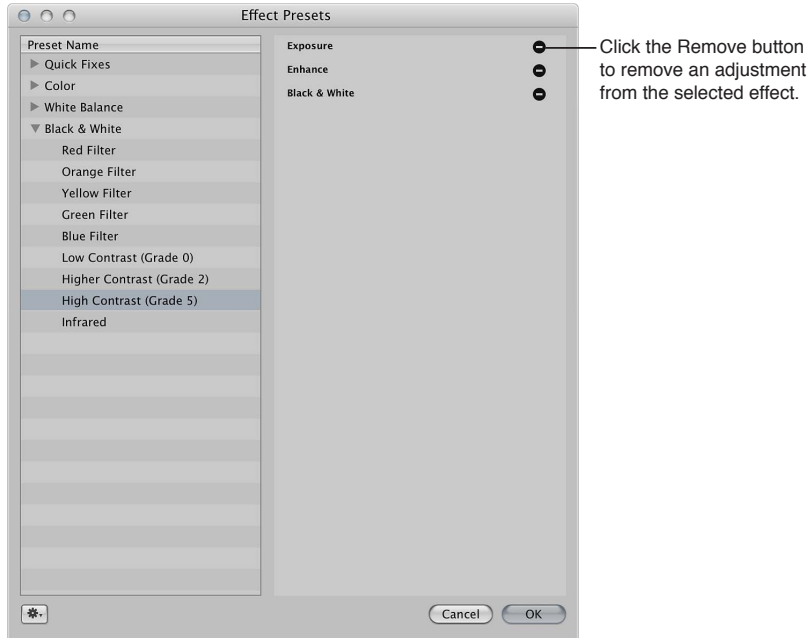 Effect Presets
Preset Name
Quick Fixes
Color
White Balance
Black & White
Red Filter
Orange Filter
Yellow Filter
Green Filter
Blue Filter
Low Contrast (Grade 0)
Higher Contrast (Grade 2)
High Contrast (Grade 5)
Infrared
Exposure
Enhance
Black & White
Click the Remove button
to remove an adjustment
from the selected effect.
Cancel
OK